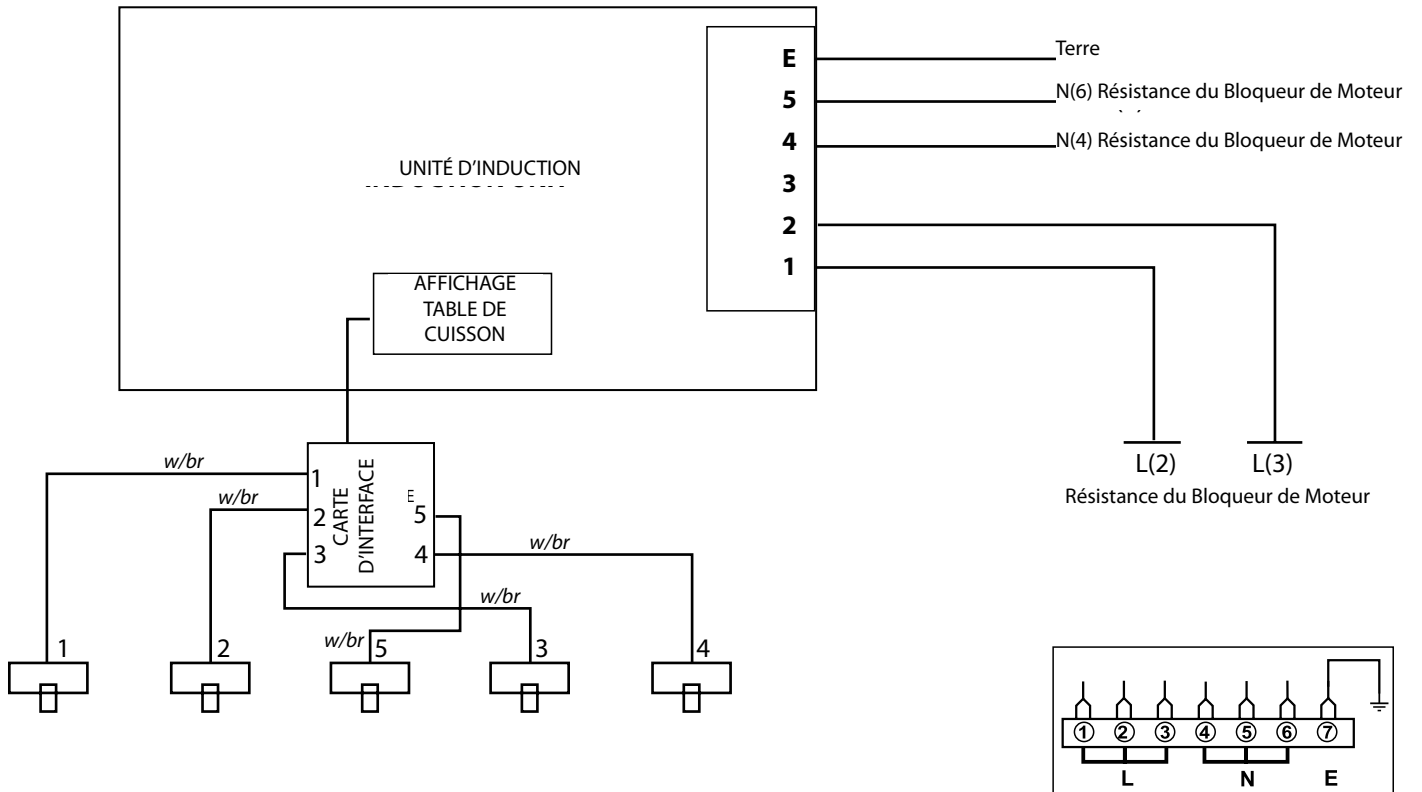 E
Terre
5
N(6) Résistance du Bloqueur de Moteur
4
N(4) Résistance du Bloqueur de Moteur
UNITÉ D'INDUCTION
3
2
1
AFFICHAGE
TABLE DE
CUISSON
L(2)
L(3)
Résistance du Bloqueur de Moteur
w/br
1
w/br
2
3
CARTE
D'INTERFACE
E
5
4
w/br
w/br
w/br
1
2
5
3
4
1
2
3
4
5
6
7
L
N
E